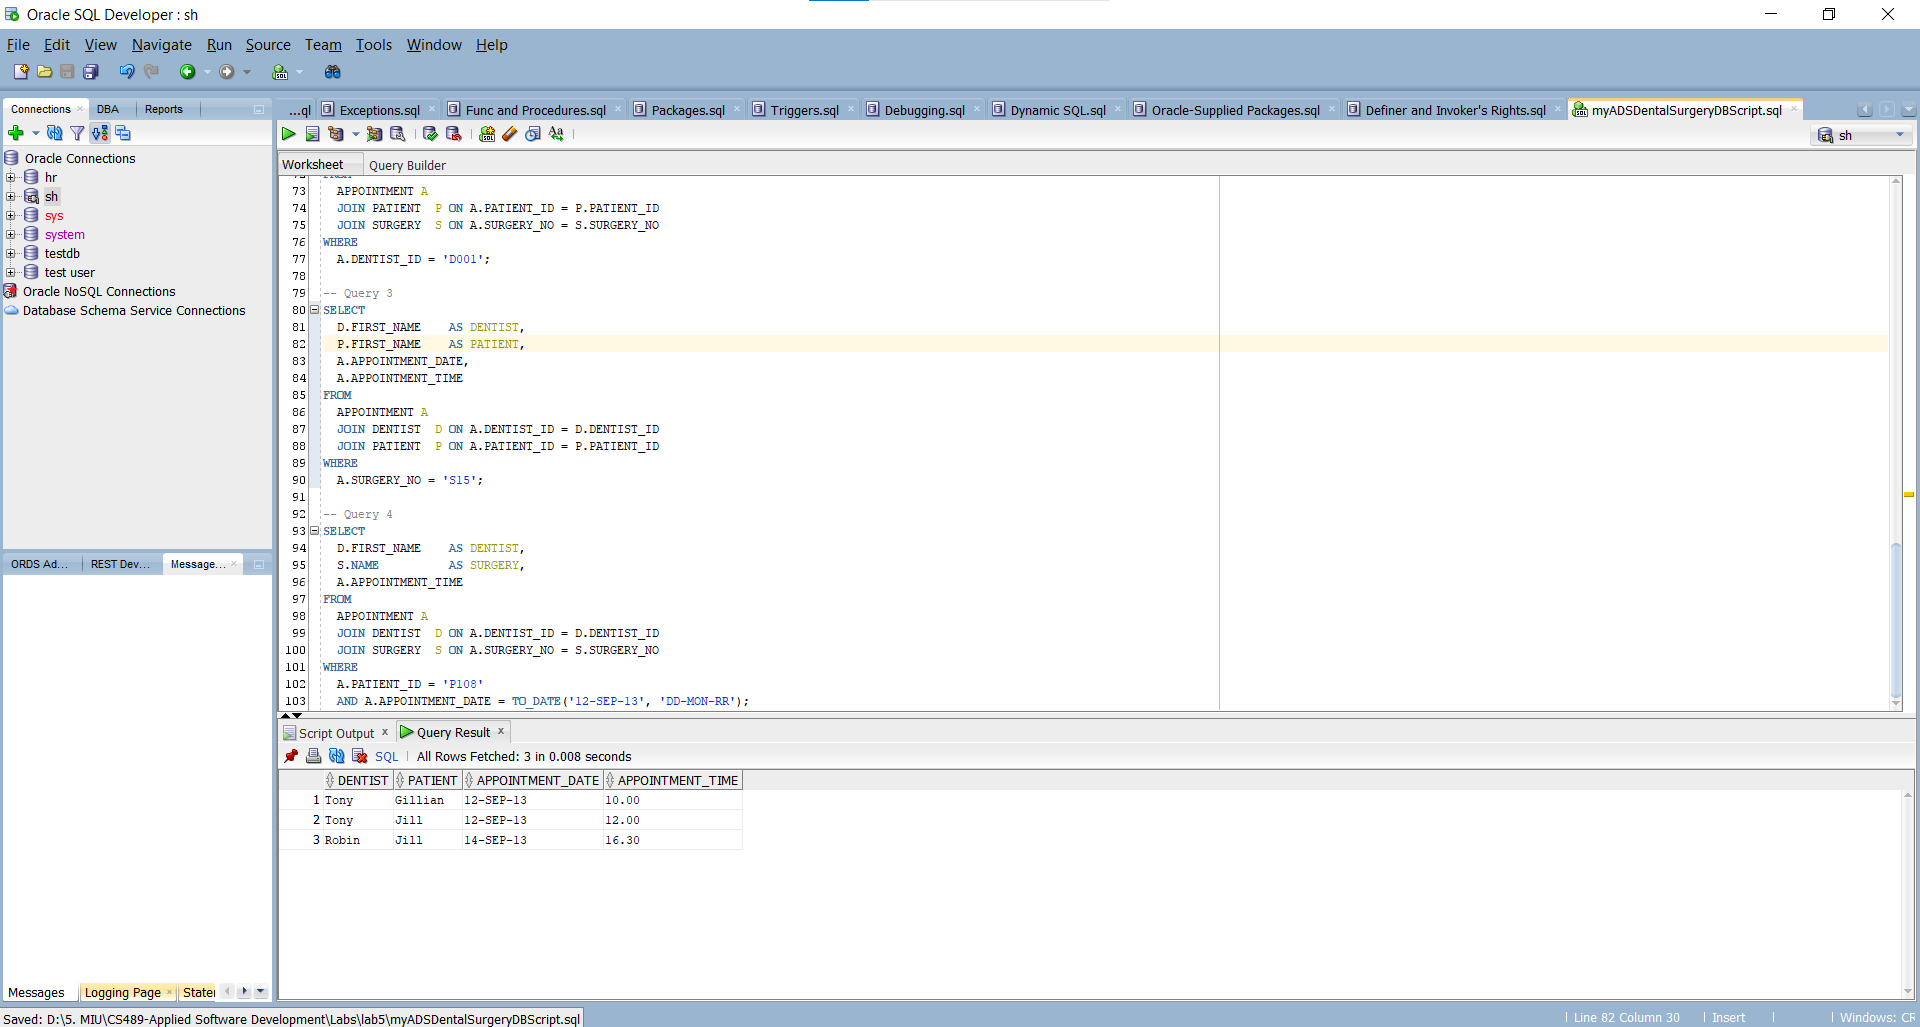 Oracle SQL Developer : sh
File Edit View Navigate Run Source Team Tools Window Help
Connections DBA Reports
...ql Exceptions.sql Func and Procedures.sql Packages.sql Triggers.sql Debugging.sql Dynamic SQL.sql Oracle-Supplied Packages.sql Definer and Invoker's Rights.sql myADSDentalSurgeryDBScript.sql
sh
Oracle Connections
hr
sh
sys
system
testdb
test user
Oracle NoSQL Connections
Database Schema Service Connections
ORDS Ad... REST Dev... Message...
Messages Logging Page
Worksheet Query Builder
73 APPOINTMENT A
74 JOIN PATIENT P ON A.PATIENT_ID = P.PATIENT_ID
75 JOIN SURGERY S ON A.SURGERY_NO = S.SURGERY_NO
76 WHERE
77 A.DENTIST_ID = 'D001';
78
79 -- Query 3
80 SELECT
81 D.FIRST_NAME AS DENTIST,
82 P.FIRST_NAME AS PATIENT,
83 A.APPOINTMENT_DATE,
84 A.APPOINTMENT_TIME
85 FROM
86 APPOINTMENT A
87 JOIN DENTIST D ON A.DENTIST_ID = D.DENTIST_ID
88 JOIN PATIENT P ON A.PATIENT_ID = P.PATIENT_ID
89 WHERE
90 A.SURGERY_NO = 'S15';
91
92 -- Query 4
93 SELECT
94 D.FIRST_NAME AS DENTIST,
95 S.NAME AS SURGERY,
96 A.APPOINTMENT_TIME
97 FROM
98 APPOINTMENT A
99 JOIN DENTIST D ON A.DENTIST_ID = D.DENTIST_ID
100 JOIN SURGERY S ON A.SURGERY_NO = S.SURGERY_NO
101 WHERE
102 A.PATIENT_ID = 'P108'
103 AND A.APPOINTMENT_DATE = TO_DATE('12-SEP-13', 'DD-MON-RR');
Script Output Query Result
SQL All Rows Fetched: 3 in 0.008 seconds
DENTIST PATIENT APPOINTMENT_DATE APPOINTMENT_TIME
1 Tony Gillian 12-SEP-13 10.00
2 Tony Jill 12-SEP-13 12.00
3 Robin Jill 14-SEP-13 16.30
Saved: D:\5. MIU\CS489-Applied Software Development\Labs\lab5\myADSDentalSurgeryDBScript.sql
Line 82 Column 30 Insert Windows: CR